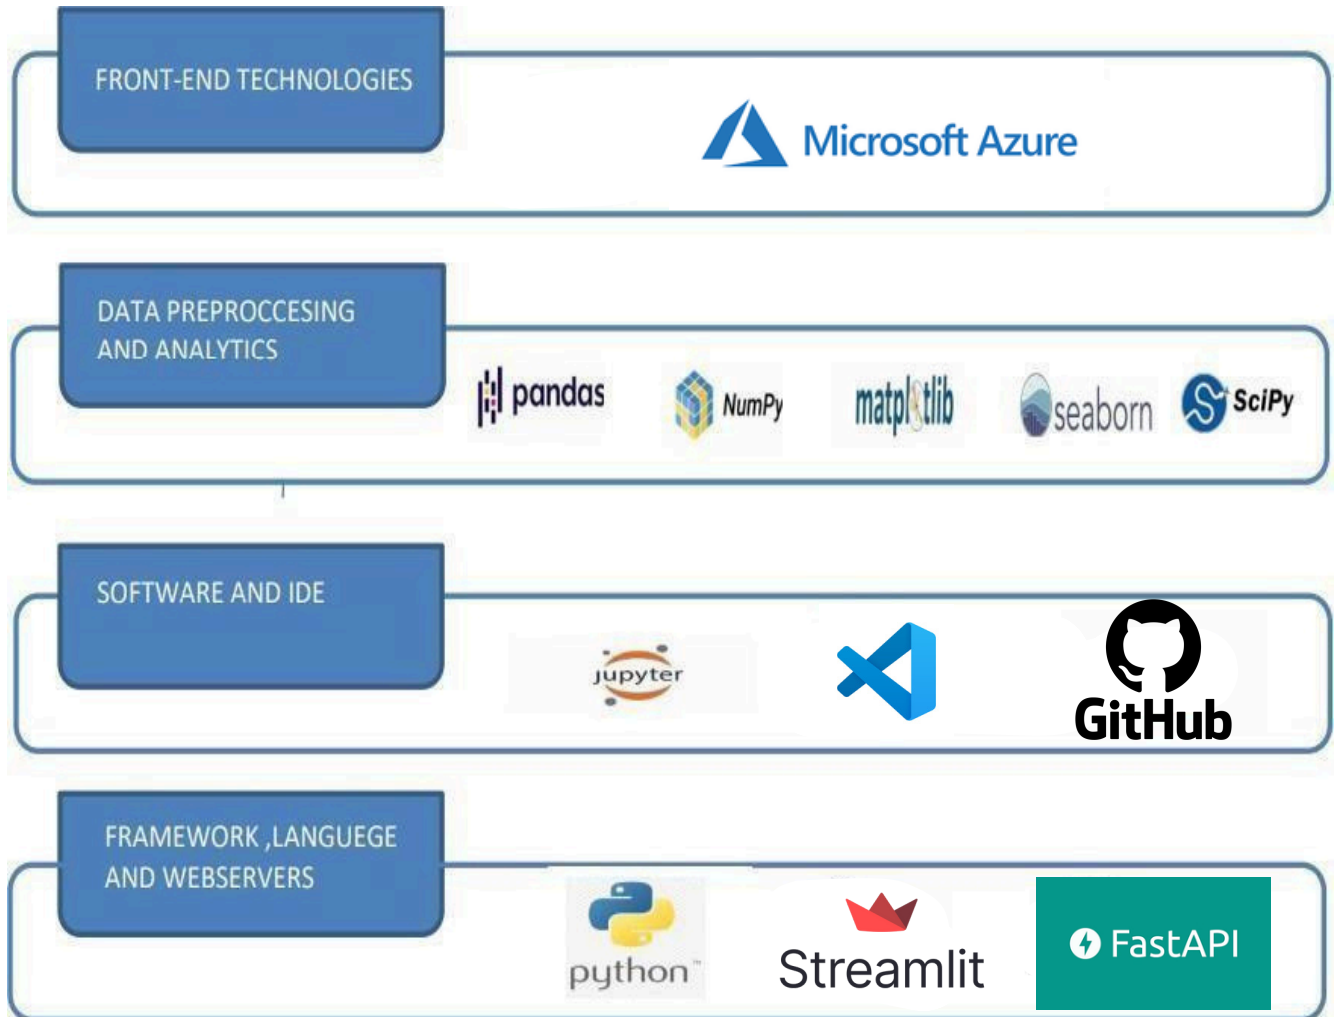 FRONT-END TECHNOLOGIES
Microsoft Azure
DATA PREPROCCESING
AND ANALYTICS
pandas
NumPy
matplotlib
seaborn
SciPy
SOFTWARE AND IDE
jupyter
GitHub
FRAMEWORK ,LANGUEGE
AND WEBSERVERS
python™
Streamlit
FastAPI